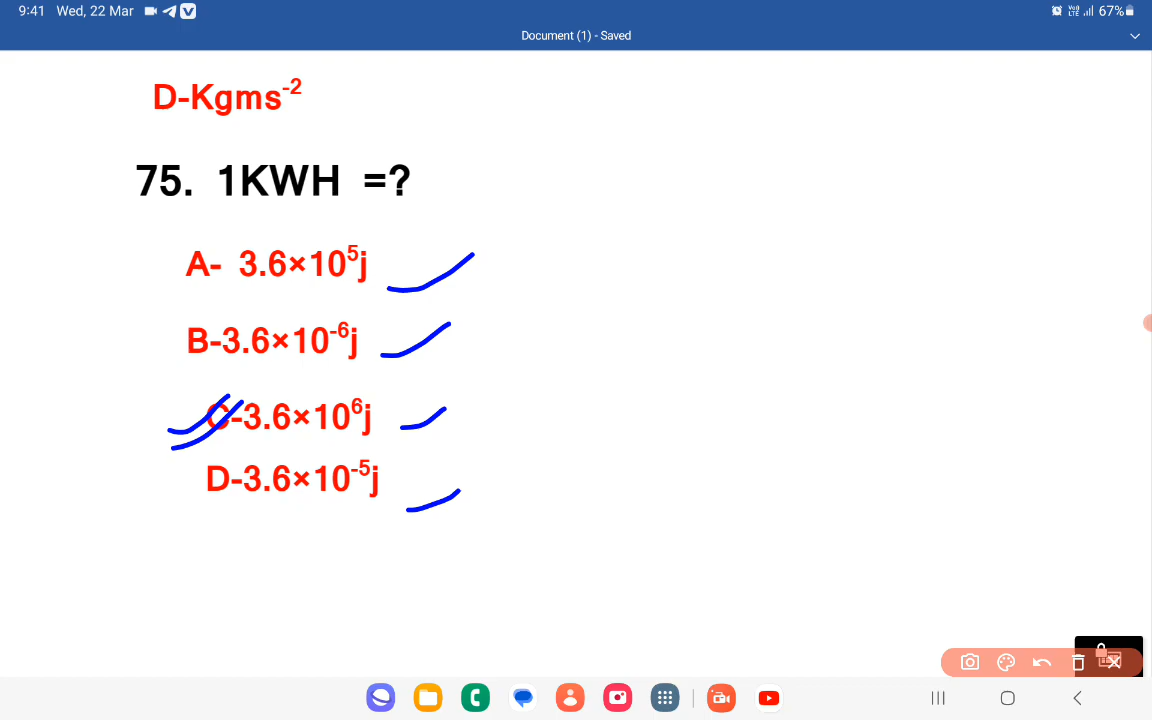 9:41 Wed, 22 Mar
67%
Document (1) - Saved
D-Kgms⁻²
75. 1KWH =?
A- 3.6×10⁵j
B-3.6×10⁻⁶j
C-3.6×10⁶j
D-3.6×10⁻⁵j